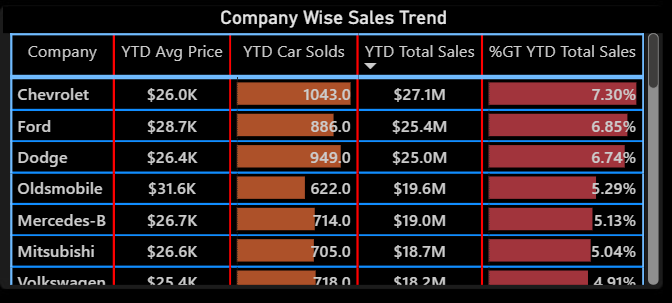 Company Wise Sales Trend
Company YTD Avg Price YTD Car Solds YTD Total Sales %GT YTD Total Sales
Chevrolet $26.0K 1043.0 $27.1M 7.30%
Ford $28.7K 886.0 $25.4M 6.85%
Dodge $26.4K 949.0 $25.0M 6.74%
Oldsmobile $31.6K 622.0 $19.6M 5.29%
Mercedes-B $26.7K 714.0 $19.0M 5.13%
Mitsubishi $26.6K 705.0 $18.7M 5.04%
Volkswagen $25.4K 718.0 $18.2M 4.91%